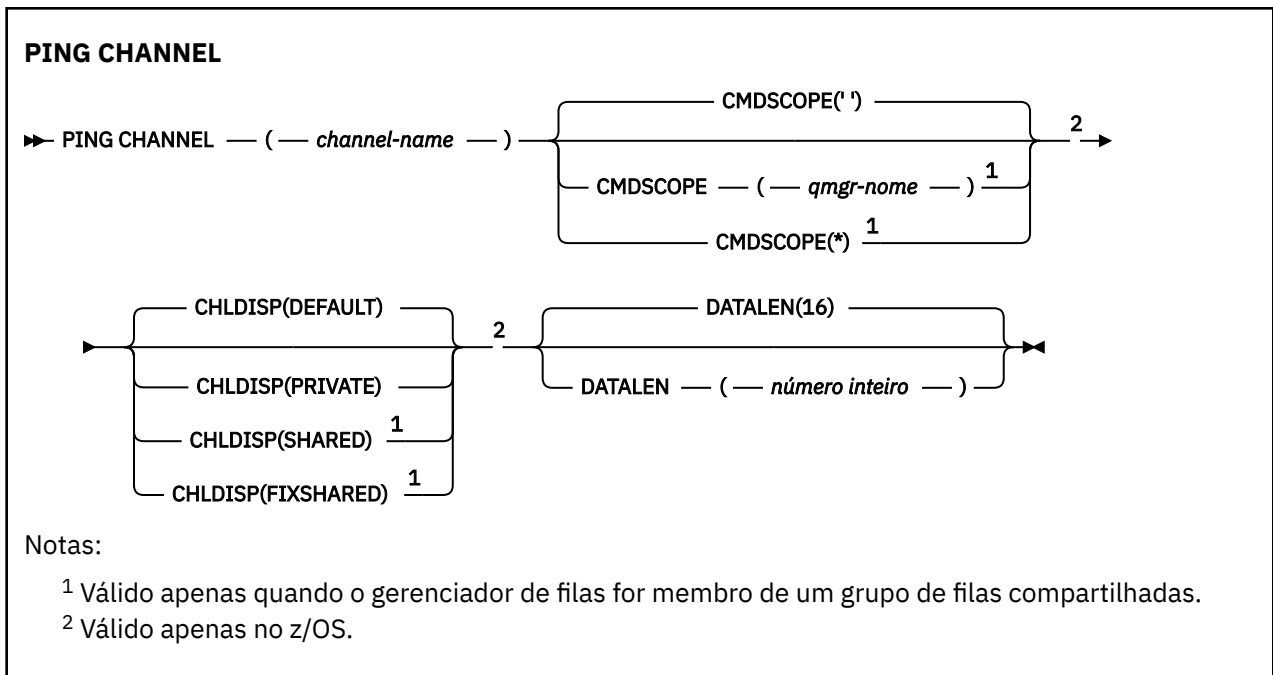 PING CHANNEL
CMDSCOPE(' ')
PING CHANNEL ( channel-name ) 2
CMDSCOPE ( qmgr-nome ) 1
CMDSCOPE(*) 1
CHLDISP(DEFAULT) 2 DATALEN(16)
CHLDISP(PRIVATE) DATALEN ( número inteiro )
CHLDISP(SHARED) 1
CHLDISP(FIXSHARED) 1
Notas:
1 Válido apenas quando o gerenciador de filas for membro de um grupo de filas compartilhadas.
2 Válido apenas no z/OS.